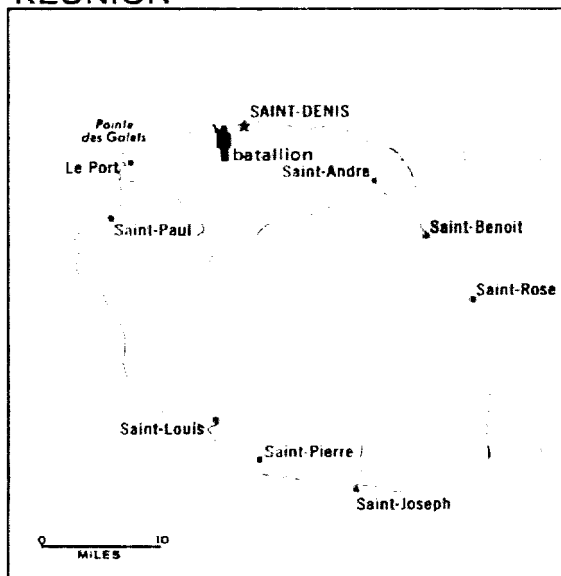 REUNION
SAINT-DENIS
Pointe
des Galets
batallion
Le Port
Saint-Andre
Saint-Paul
Saint-Benoit
Saint-Rose
Saint-Louis
Saint-Pierre
Saint-Joseph
0 10
MILES